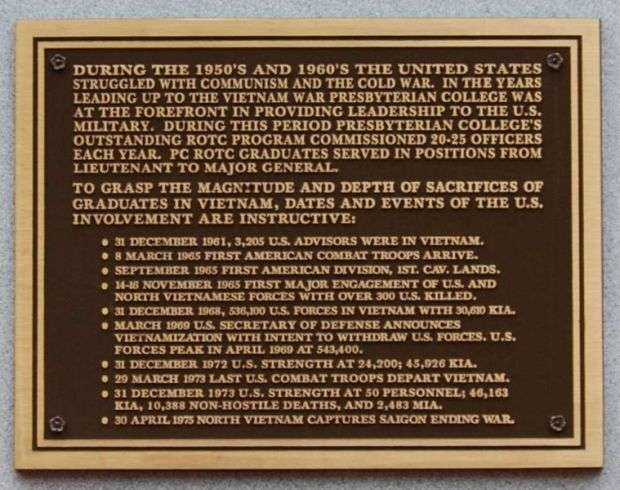 DURING THE 1950'S AND 1960'S THE UNITED STATES
STRUGGLED WITH COMMUNISM AND THE COLD WAR. IN THE YEARS
LEADING UP TO THE VIETNAM WAR PRESBYTERIAN COLLEGE WAS
AT THE FOREFRONT IN PROVIDING LEADERSHIP TO THE U.S.
MILITARY. DURING THIS PERIOD PRESBYTERIAN COLLEGE'S
OUTSTANDING ROTC PROGRAM COMMISSIONED 20-25 OFFICERS
EACH YEAR. PC ROTC GRADUATES SERVED IN POSITIONS FROM
LIEUTENANT TO MAJOR GENERAL.
TO GRASP THE MAGNITUDE AND DEPTH OF SACRIFICES OF
GRADUATES IN VIETNAM, DATES AND EVENTS OF THE U.S.
INVOLVEMENT ARE INSTRUCTIVE:
• 31 DECEMBER 1961, 3,205 U.S. ADVISORS WERE IN VIETNAM.
• 8 MARCH 1965 FIRST AMERICAN COMBAT TROOPS ARRIVE.
• SEPTEMBER 1965 FIRST AMERICAN DIVISION, 1ST. CAV. LANDS.
• 14-16 NOVEMBER 1965 FIRST MAJOR ENGAGEMENT OF U.S. AND
NORTH VIETNAMESE FORCES WITH OVER 300 U.S. KILLED.
• 31 DECEMBER 1968, 536,100 U.S. FORCES IN VIETNAM WITH 30,610 KIA.
• MARCH 1969 U.S. SECRETARY OF DEFENSE ANNOUNCES
VIETNAMIZATION WITH INTENT TO WITHDRAW U.S. FORCES. U.S.
FORCES PEAK IN APRIL 1969 AT 543,400.
• 31 DECEMBER 1972 U.S. STRENGTH AT 24,200; 45,926 KIA.
• 29 MARCH 1973 LAST U.S. COMBAT TROOPS DEPART VIETNAM.
• 31 DECEMBER 1973 U.S. STRENGTH AT 50 PERSONNEL; 46,163
KIA, 10,388 NON-HOSTILE DEATHS, AND 2,483 MIA.
• 30 APRIL 1975 NORTH VIETNAM CAPTURES SAIGON ENDING WAR.